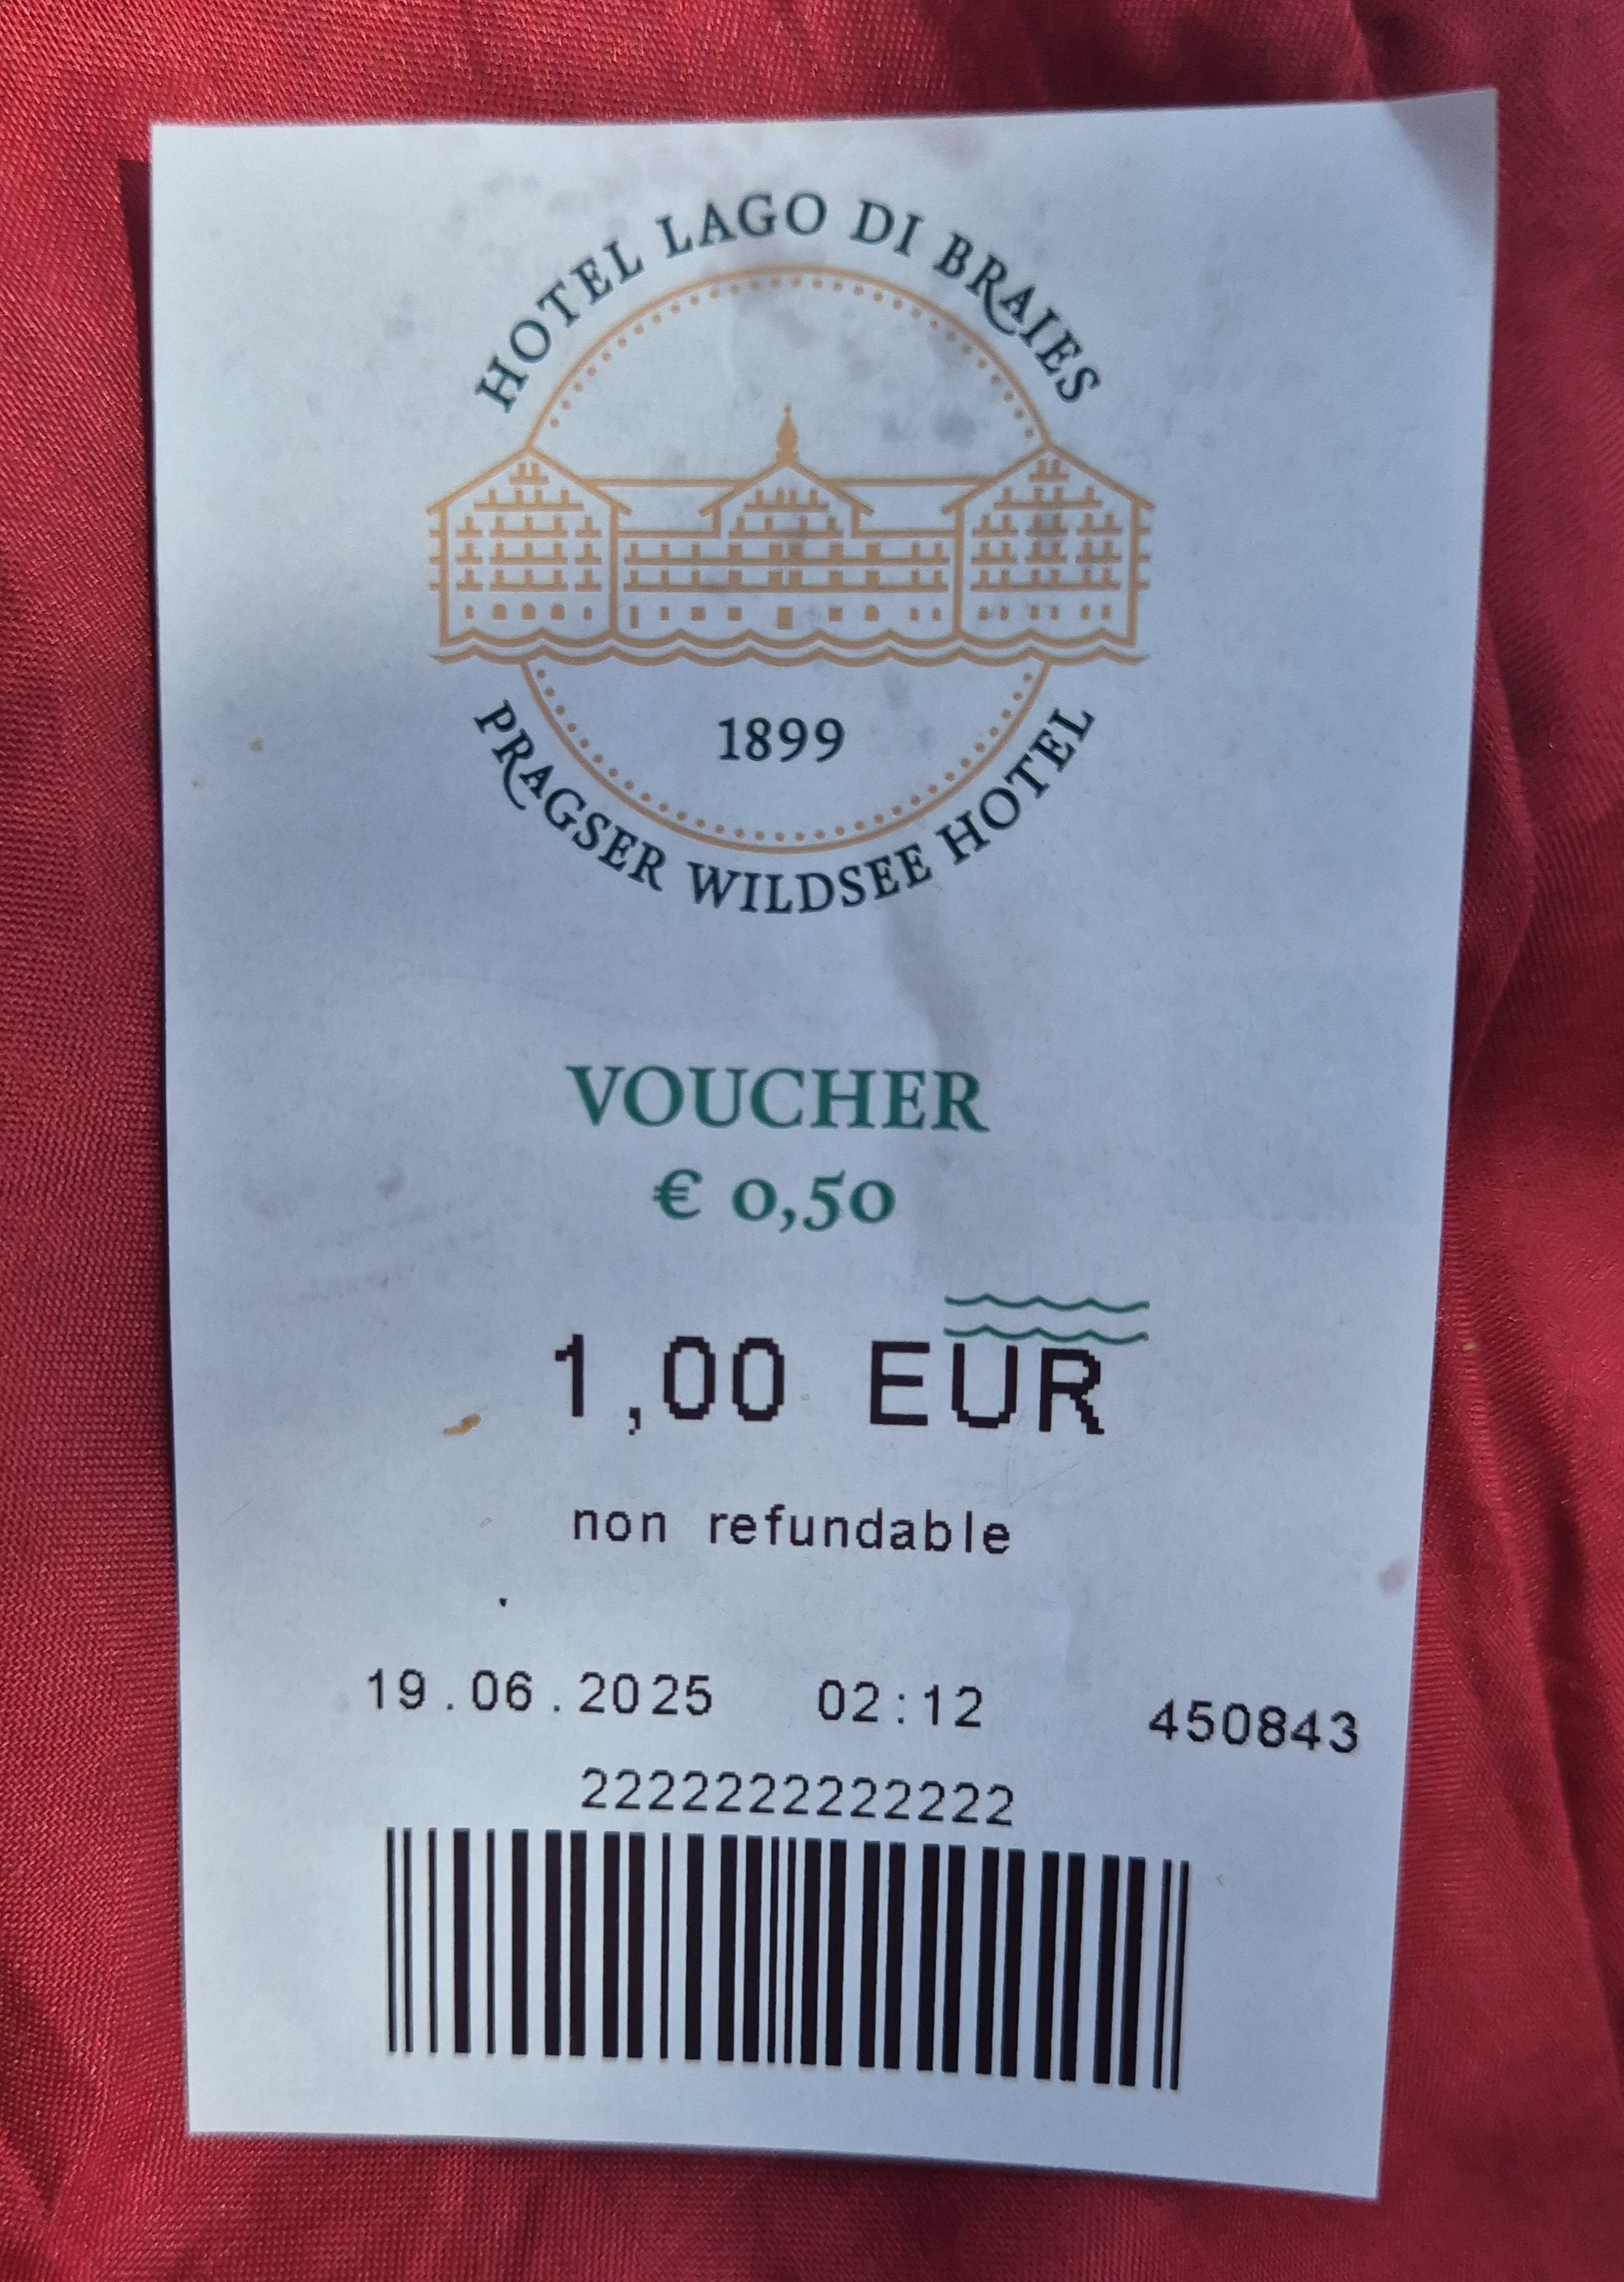 HOTEL LAGO DI BRAIES
1899
PRAGSER WILDSEE HOTEL
VOUCHER
€ 0,50
1,00 EUR
non refundable
19.06.2025 02:12 450843
2222222222222